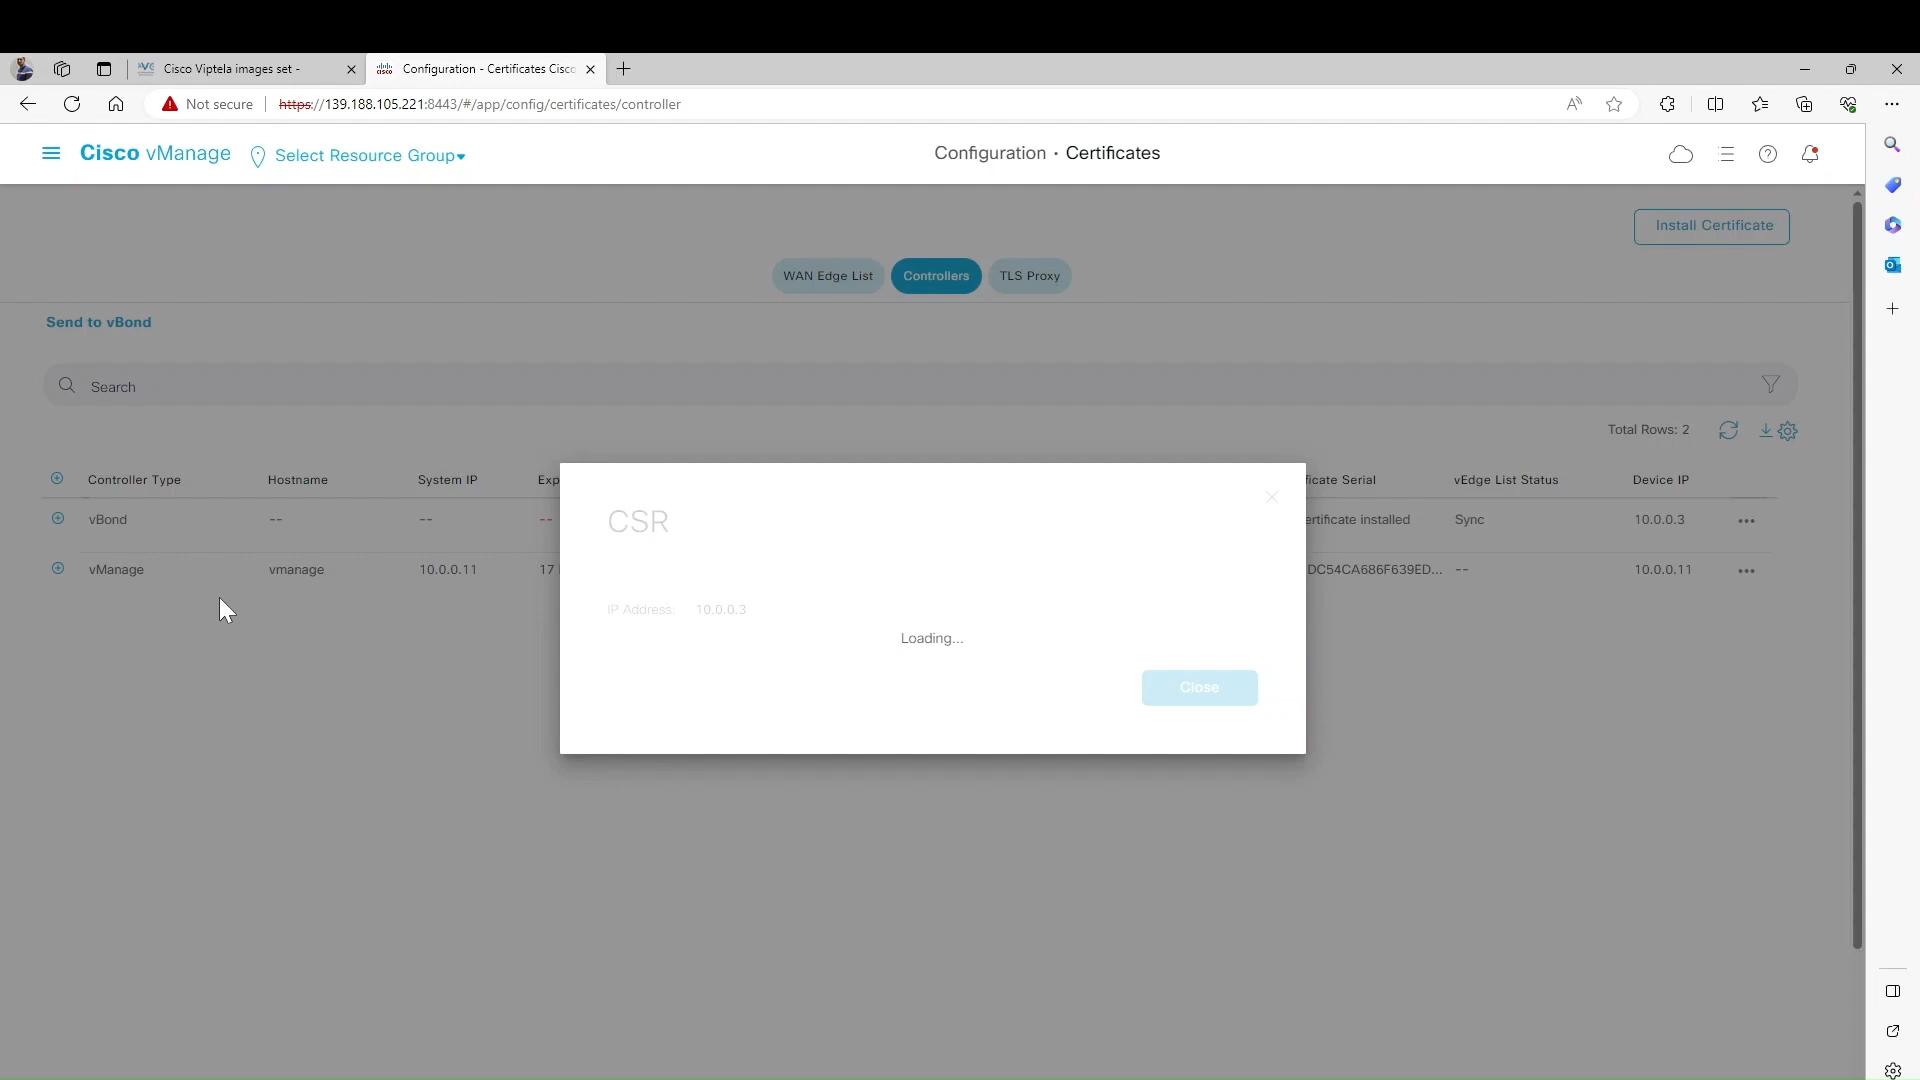 Cisco Viptela images set -
Configuration - Certificates Cisco
Not secure
https://139.188.105.221:8443/#/app/config/certificates/controller
Cisco vManage
Select Resource Group
Configuration · Certificates
Install Certificate
WAN Edge List
Controllers
TLS Proxy
Send to vBond
Search
Total Rows: 2
Controller Type Hostname System IP Exp ficate Serial vEdge List Status Device IP
vBond -- -- -- ertificate installed Sync 10.0.0.3
vManage vmanage 10.0.0.11 17 DC54CA686F639ED... -- 10.0.0.11
CSR
IP Address: 10.0.0.3
Loading...
Close